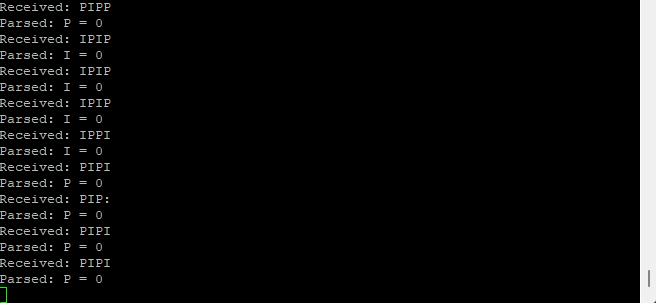 Received: PIPP
Parsed: P = 0
Received: IPIP
Parsed: I = 0
Received: IPIP
Parsed: I = 0
Received: IPIP
Parsed: I = 0
Received: IPPI
Parsed: I = 0
Received: PIPI
Parsed: P = 0
Received: PIP:
Parsed: P = 0
Received: PIPI
Parsed: P = 0
Received: PIPI
Parsed: P = 0